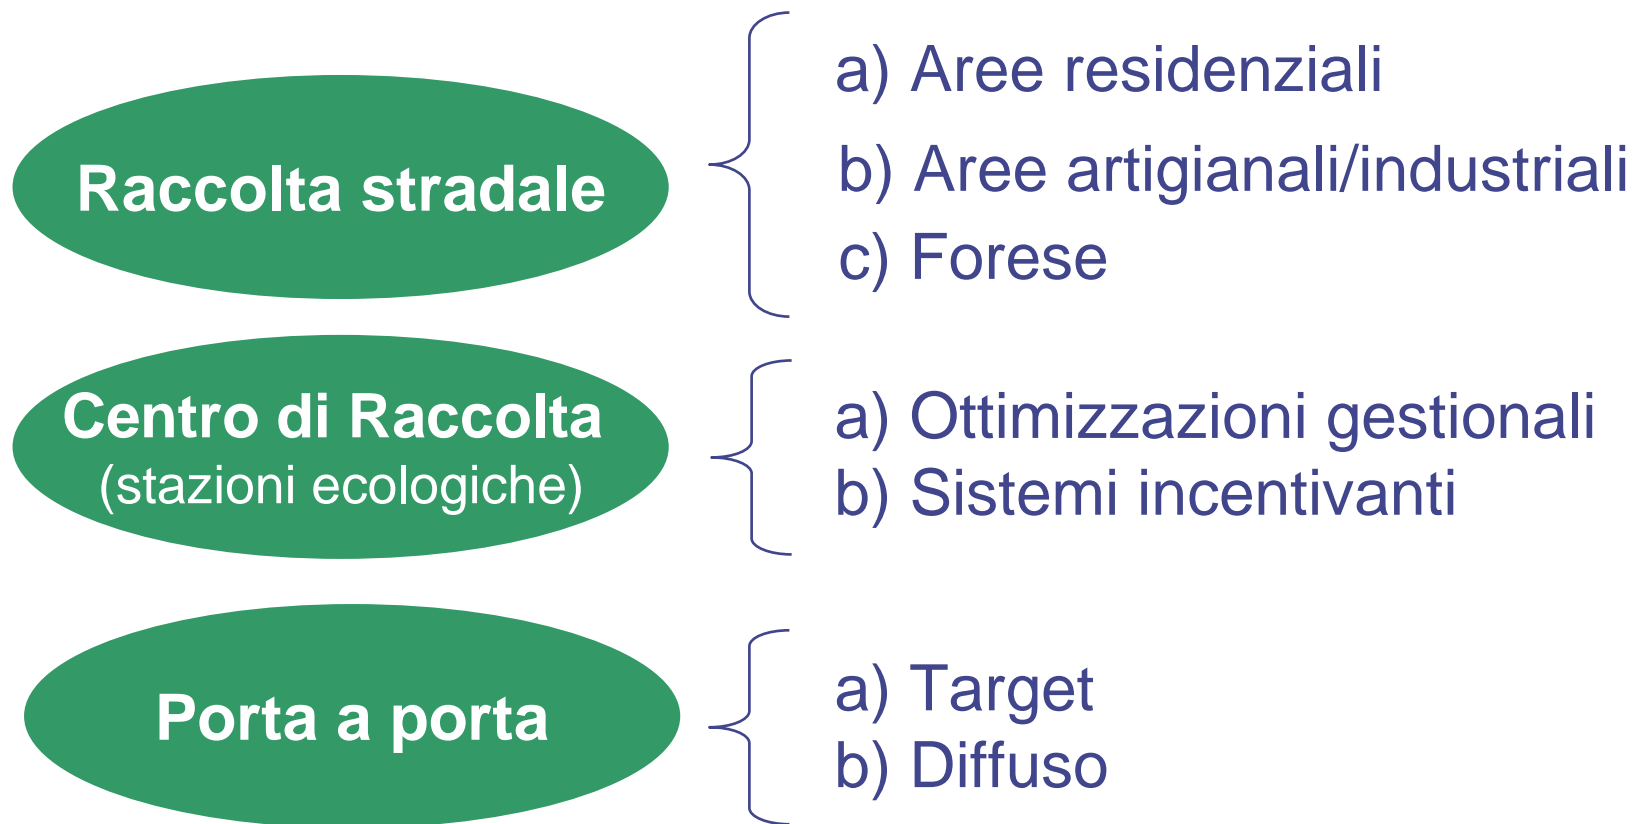 Raccolta stradale
a) Aree residenziali
b) Aree artigianali/industriali
c) Forese
Centro di Raccolta
(stazioni ecologiche)
a) Ottimizzazioni gestionali
b) Sistemi incentivanti
Porta a porta
a) Target
b) Diffuso